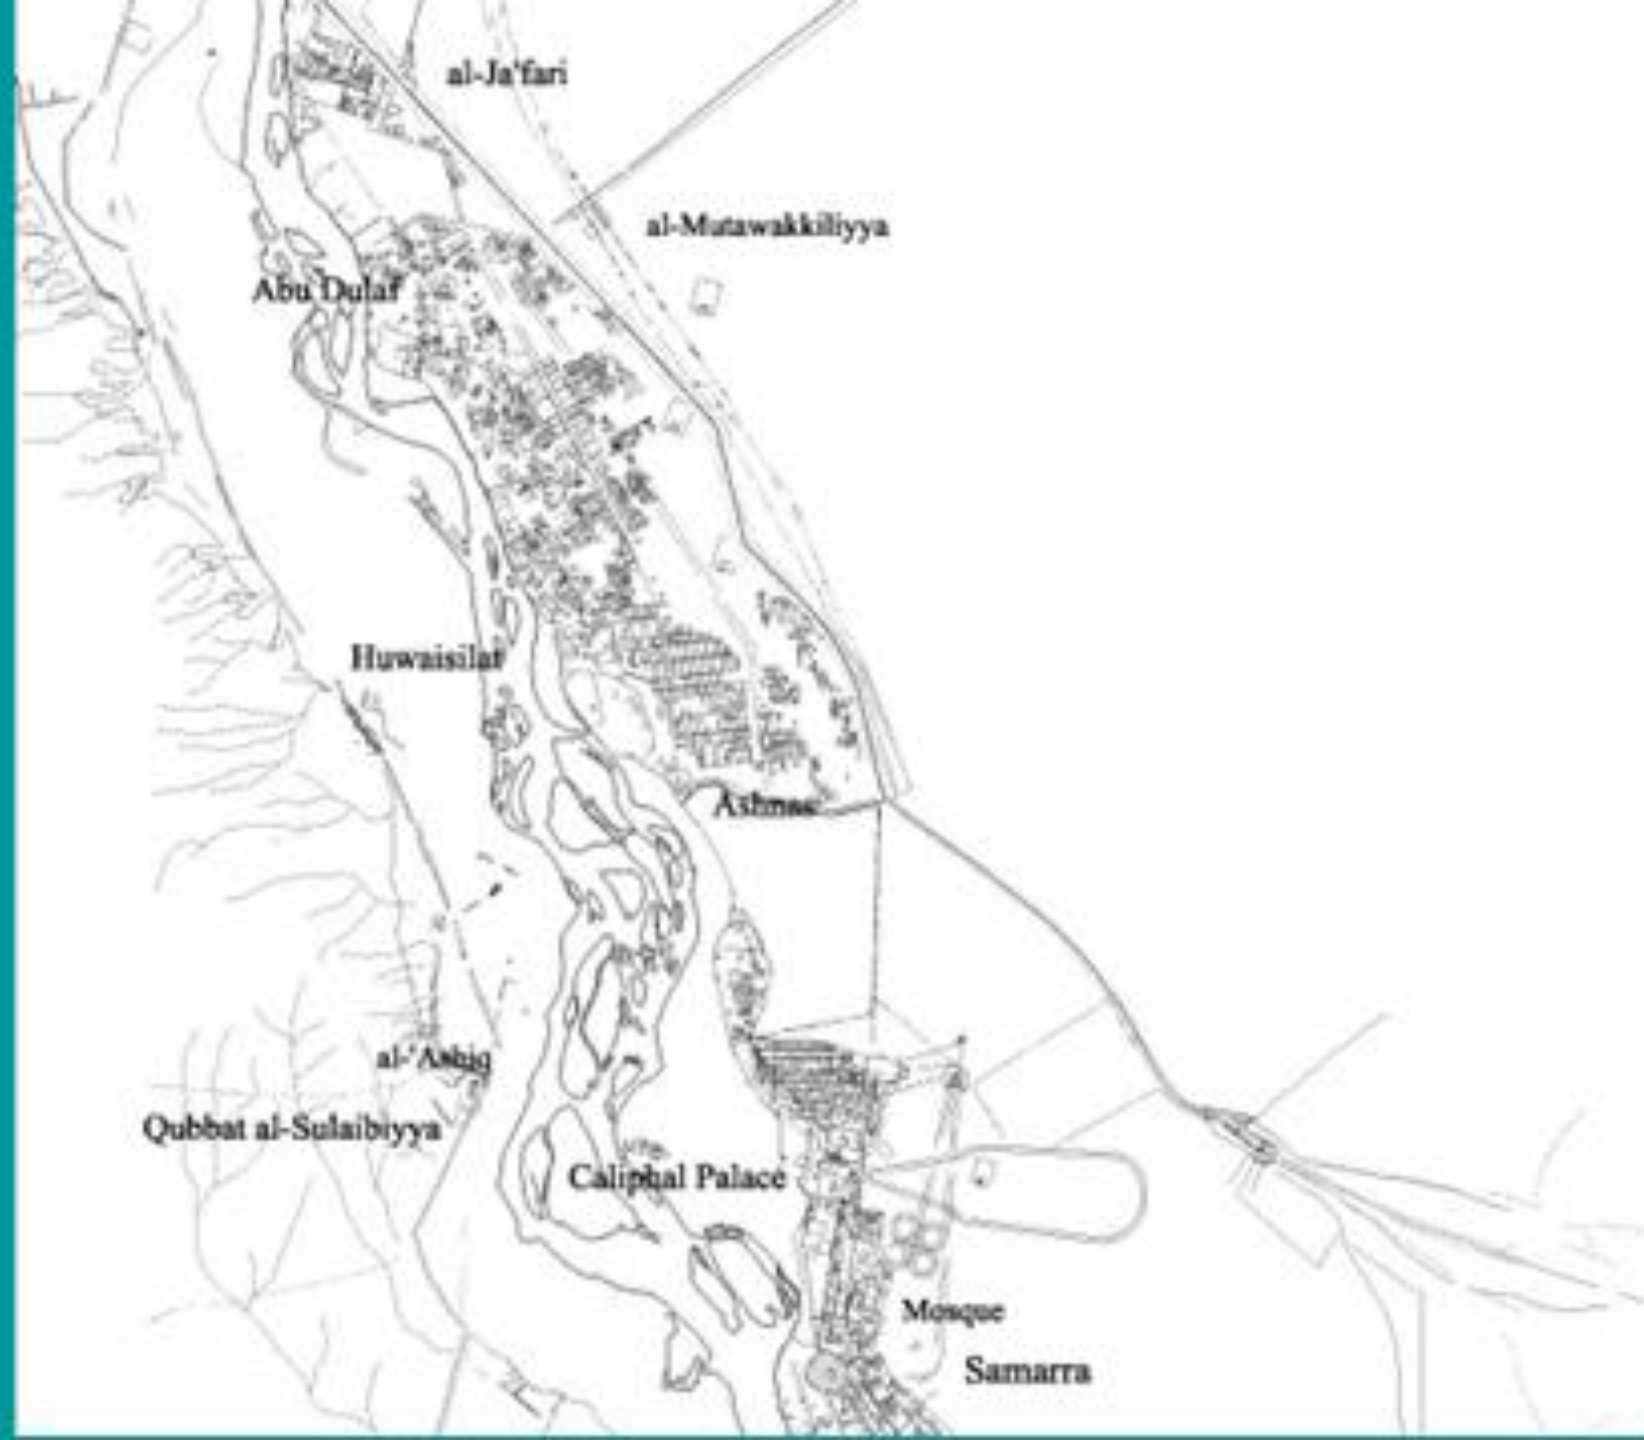 al-Ja'fari
al-Mutawakkiliyya
Abu Dulaf
Huwaisilat
Ashnas
al-'Ashiq
Qubbat al-Sulaibiyya
Caliphal Palace
Mosque
Samarra